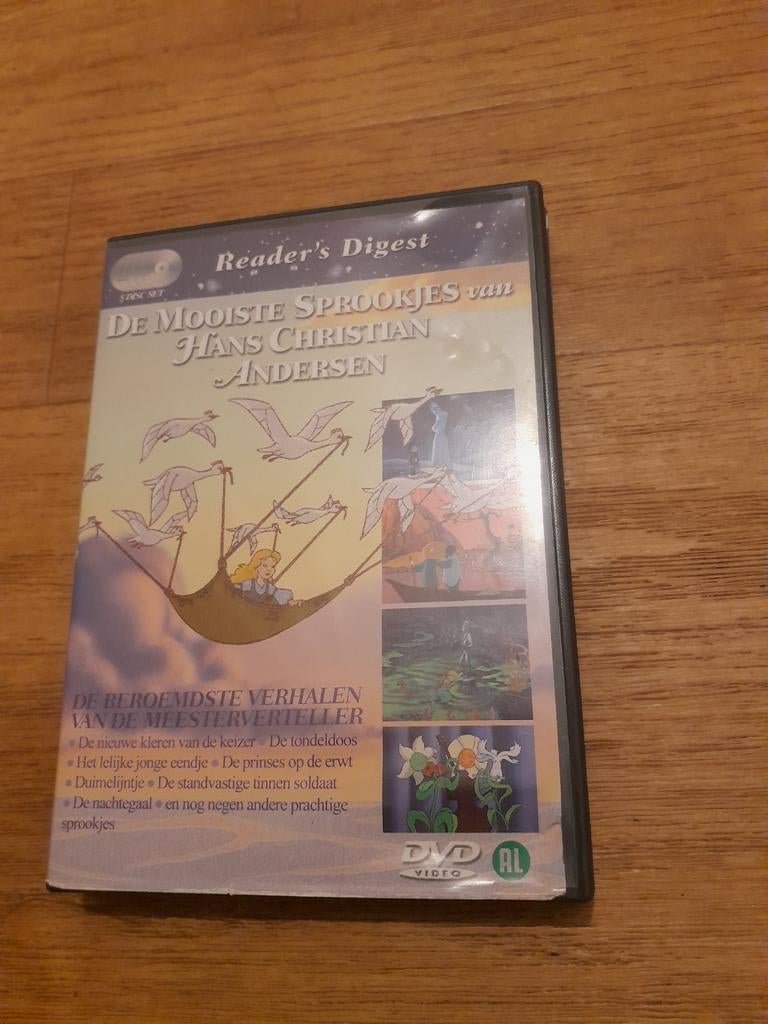 Reader's Digest
5 DISC SET
DE MOOISTE SPROOKJES van
HANS CHRISTIAN
ANDERSEN
DE BEROEMDSTE VERHALEN
VAN DE MEESTERVERTELLER
• De nieuwe kleren van de keizer • De tondeldoos
• Het lelijke jonge eendje • De prinses op de erwt
• Duimelijntje • De standvastige tinnen soldaat
• De nachtegaal • en nog negen andere prachtige
sprookjes
DVD
VIDEO
AL